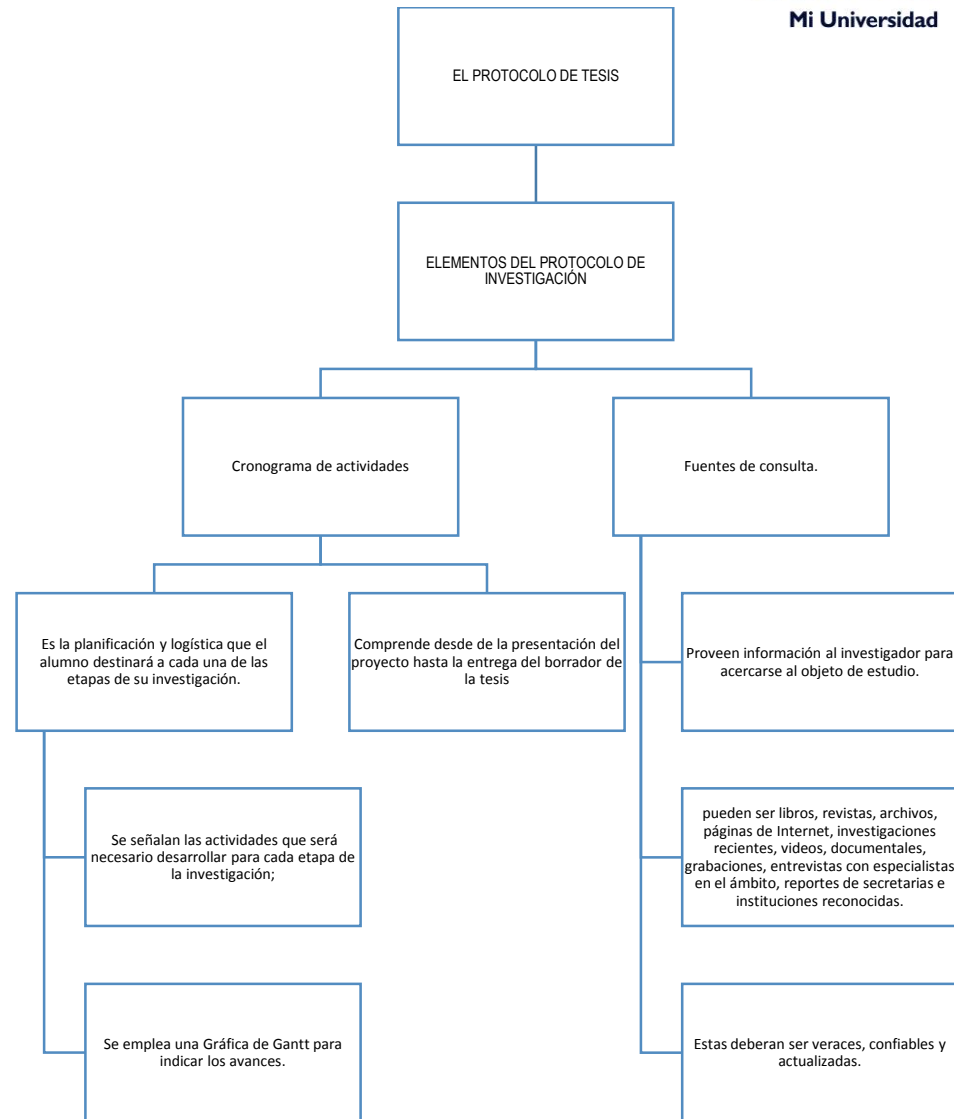 Mi Universidad
EL PROTOCOLO DE TESIS
ELEMENTOS DEL PROTOCOLO DE
INVESTIGACIÓN
Cronograma de actividades
Fuentes de consulta.
Es la planificación y logística que el
alumno destinará a cada una de las
etapas de su investigación.
Comprende desde de la presentación del
proyecto hasta la entrega del borrador de
la tesis
Proveen información al investigador para
acercarse al objeto de estudio.
Se señalan las actividades que será
necesario desarrollar para cada etapa de
la investigación;
pueden ser libros, revistas, archivos,
páginas de Internet, investigaciones
recientes, videos, documentales,
grabaciones, entrevistas con especialistas
en el ámbito, reportes de secretarias e
instituciones reconocidas.
Se emplea una Gráfica de Gantt para
indicar los avances.
Estas deberan ser veraces, confiables y
actualizadas.